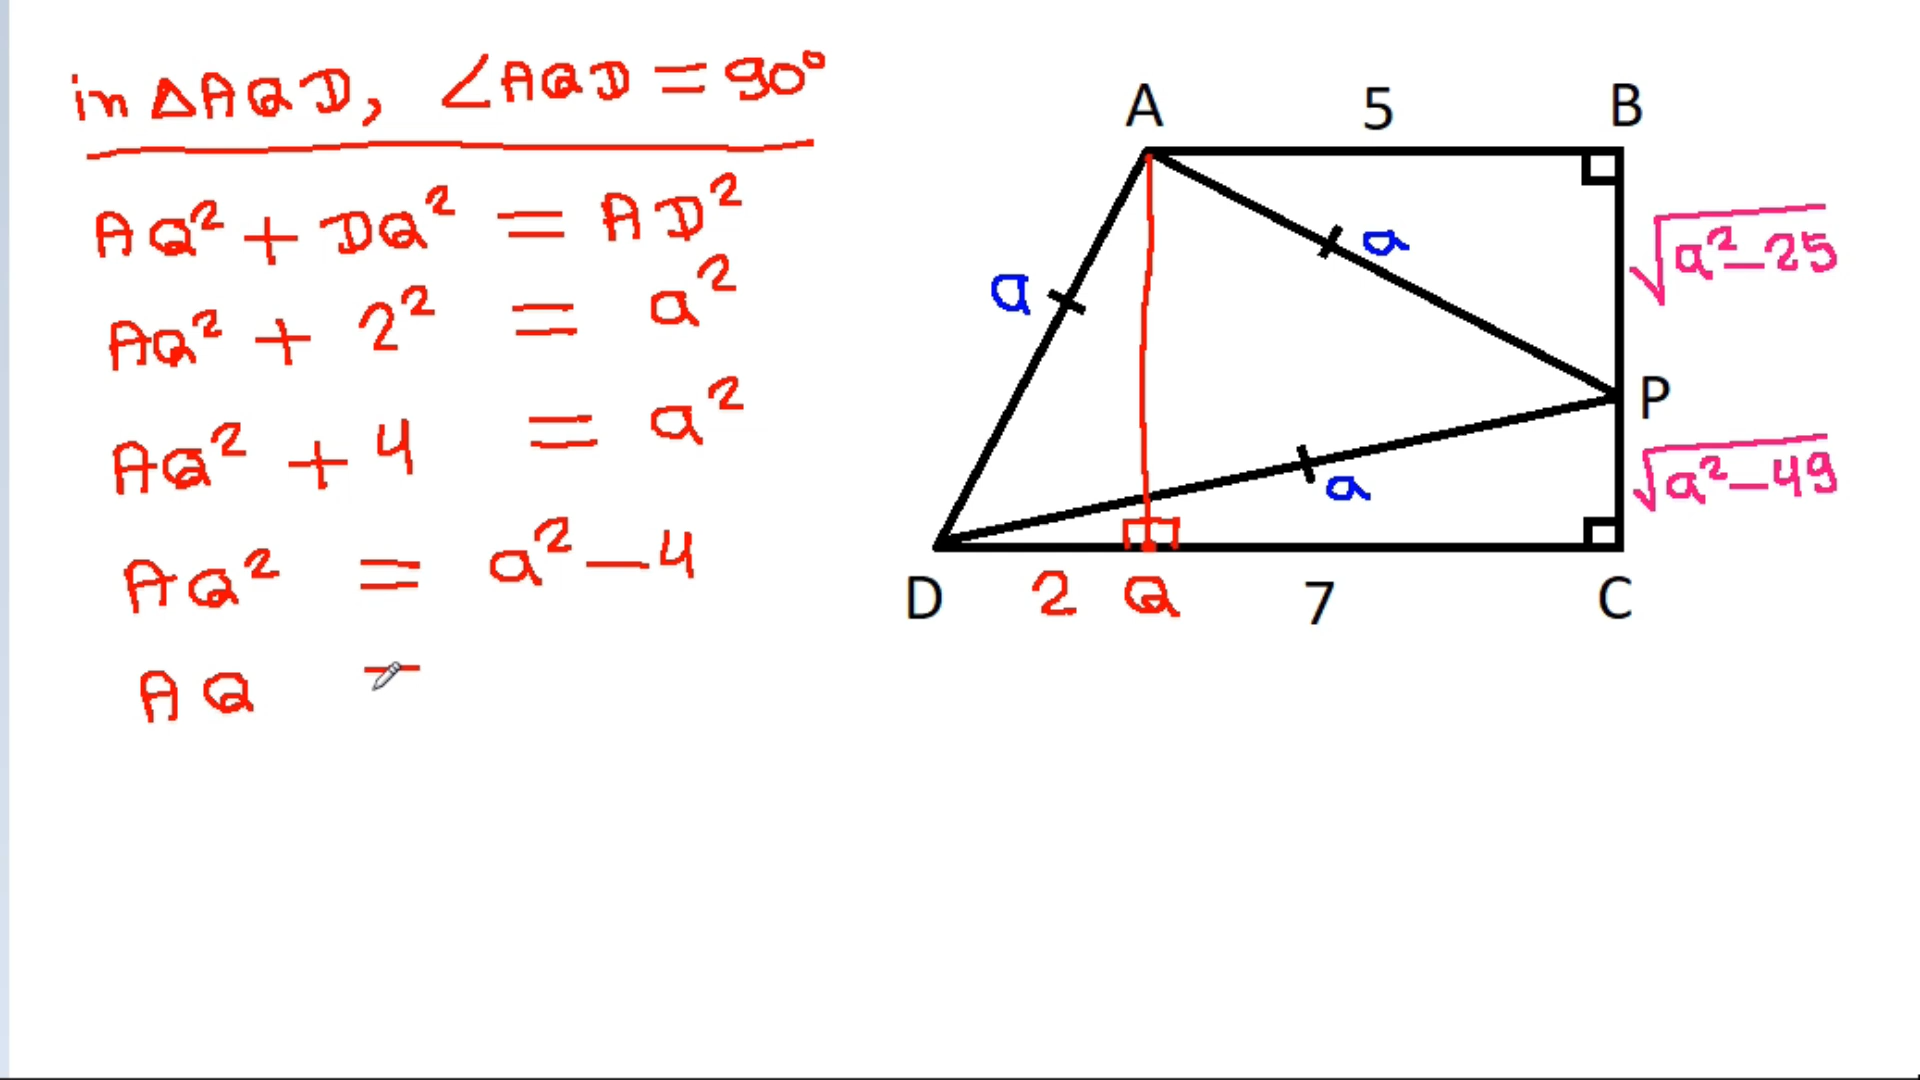 in △AQD, ∠AQD = 90°
AQ² + DQ² = AD²
AQ² + 2² = a²
AQ² + 4 = a²
AQ² = a² - 4
AQ =
A 5 B
a a √a²-25
P
a √a²-49
D 2 Q 7 C